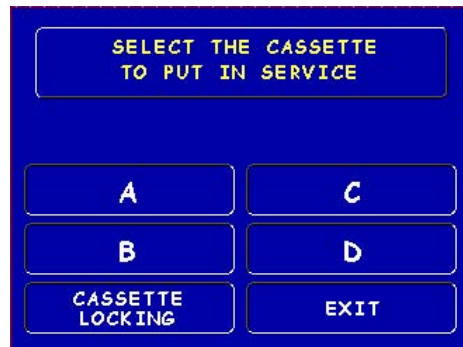 SELECT THE CASSETTE
TO PUT IN SERVICE
A
C
B
D
CASSETTE
LOCKING
EXIT